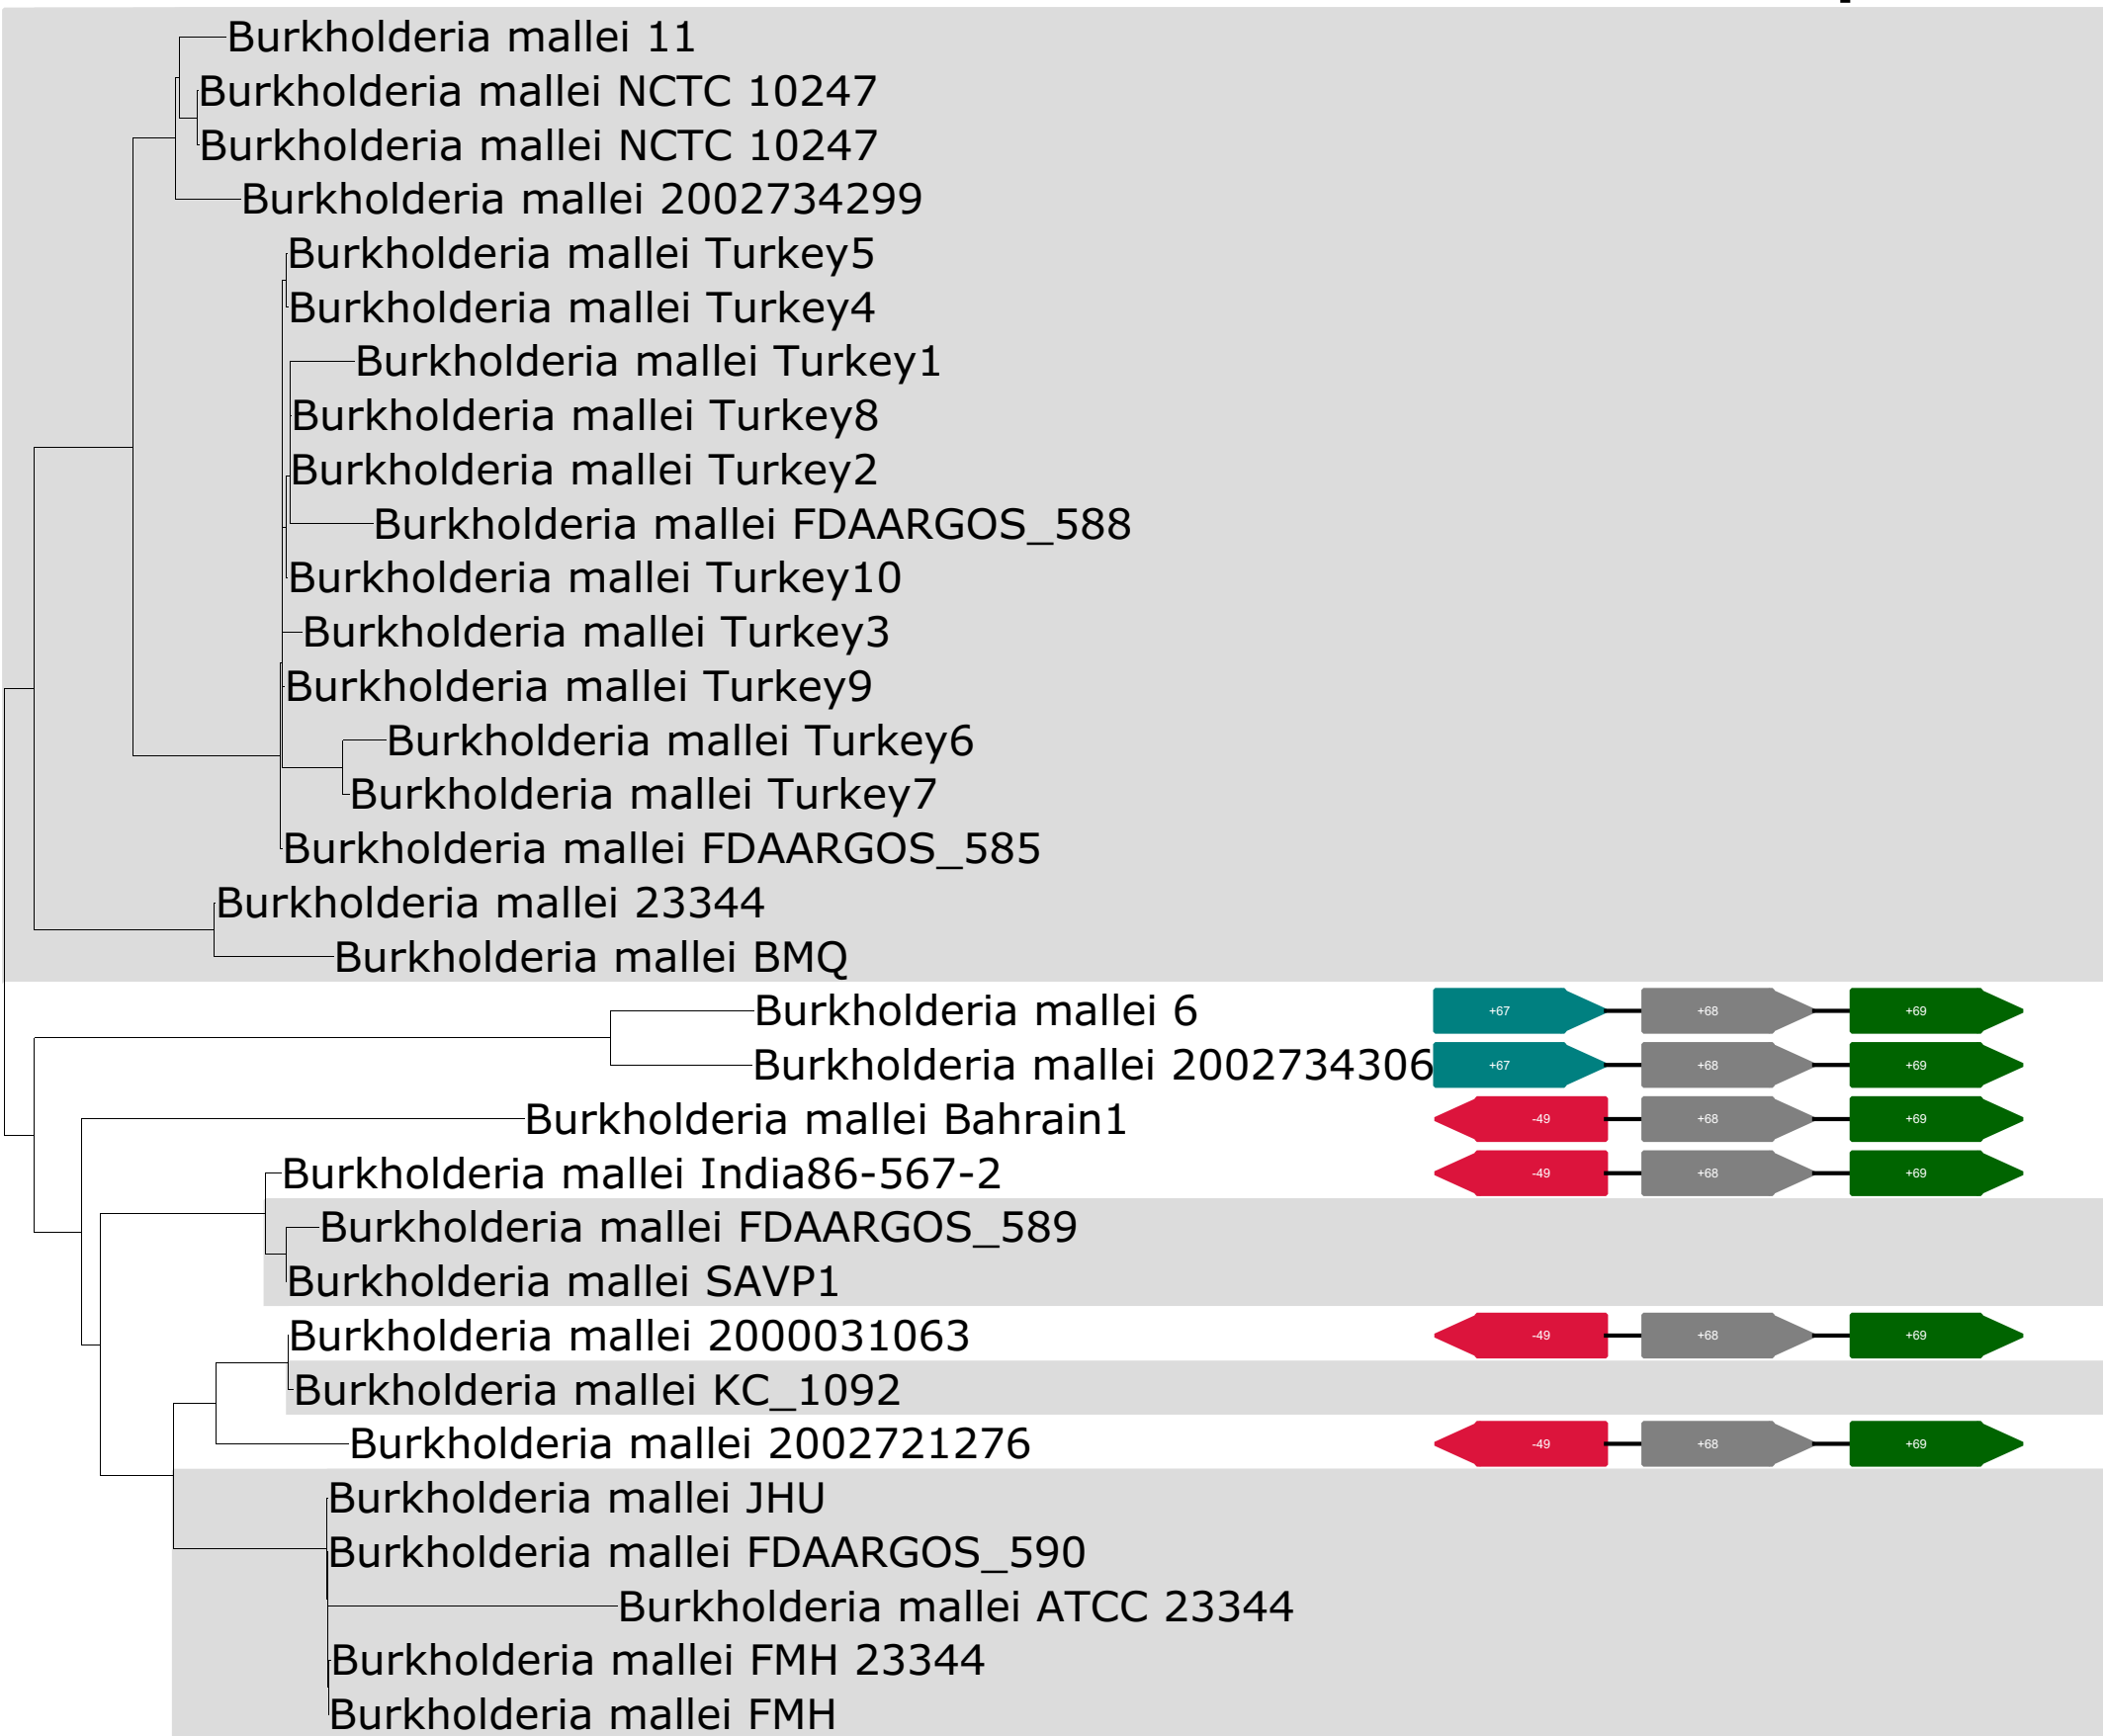 Burkholderia mallei 11
Burkholderia mallei NCTC 10247
Burkholderia mallei NCTC 10247
Burkholderia mallei 2002734299
Burkholderia mallei Turkey5
Burkholderia mallei Turkey4
Burkholderia mallei Turkey1
Burkholderia mallei Turkey8
Burkholderia mallei Turkey2
Burkholderia mallei FDAARGOS_588
Burkholderia mallei Turkey10
Burkholderia mallei Turkey3
Burkholderia mallei Turkey9
Burkholderia mallei Turkey6
Burkholderia mallei Turkey7
Burkholderia mallei FDAARGOS_585
Burkholderia mallei 23344
Burkholderia mallei BMQ
Burkholderia mallei 6 +67 +68 +69
Burkholderia mallei 2002734306 +67 +68 +69
Burkholderia mallei Bahrain1 -49 +68 +69
Burkholderia mallei India86-567-2 -49 +68 +69
Burkholderia mallei FDAARGOS_589
Burkholderia mallei SAVP1
Burkholderia mallei 2000031063 -49 +68 +69
Burkholderia mallei KC_1092
Burkholderia mallei 2002721276 -49 +68 +69
Burkholderia mallei JHU
Burkholderia mallei FDAARGOS_590
Burkholderia mallei ATCC 23344
Burkholderia mallei FMH 23344
Burkholderia mallei FMH